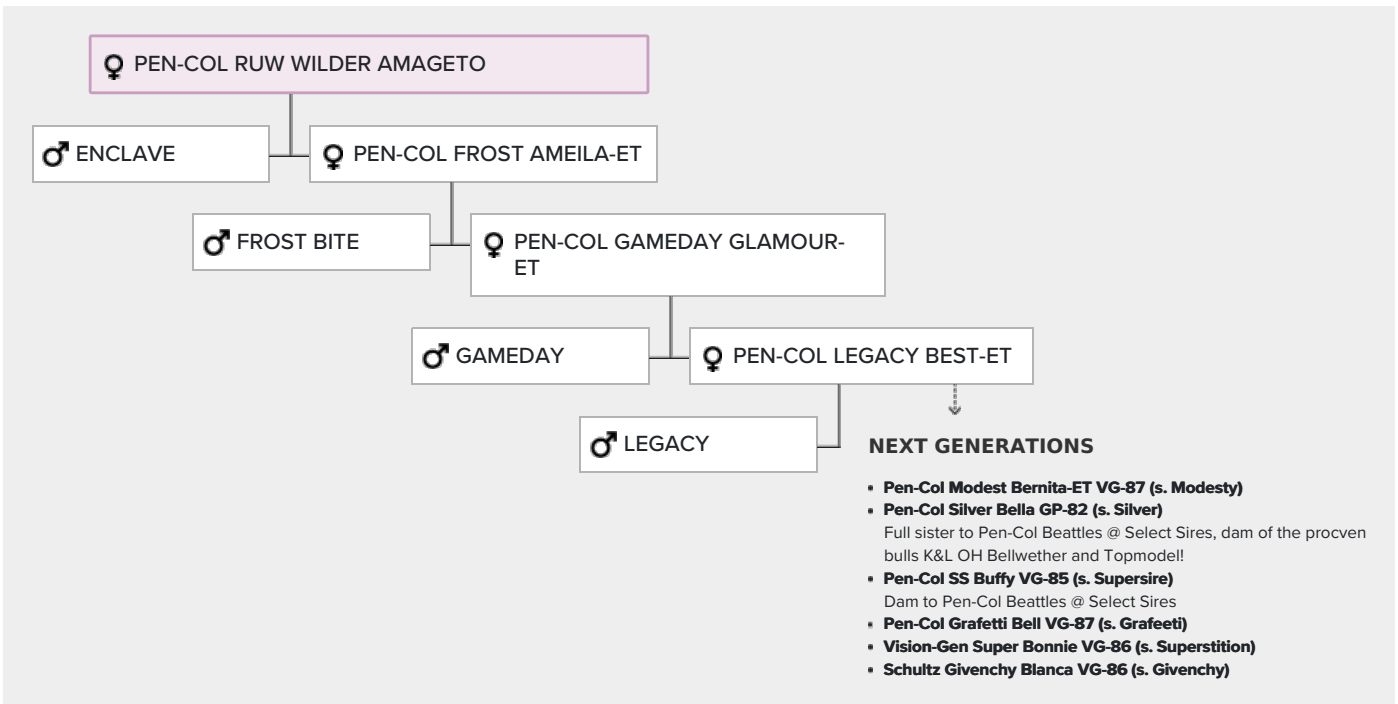 PEN-COL RUW WILDER AMAGETO
ENCLAVE
PEN-COL FROST AMEILA-ET
FROST BITE
PEN-COL GAMEDAY GLAMOUR-
ET
GAMEDAY
PEN-COL LEGACY BEST-ET
LEGACY
NEXT GENERATIONS
• Pen-Col Modest Bernita-ET VG-87 (s. Modesty)
• Pen-Col Silver Bella GP-82 (s. Silver)
Full sister to Pen-Col Beattles @ Select Sires, dam of the procven
bulls K&L OH Bellwether and Topmodel!
• Pen-Col SS Buffy VG-85 (s. Supersire)
Dam to Pen-Col Beattles @ Select Sires
• Pen-Col Grafetti Bell VG-87 (s. Grafeeti)
• Vision-Gen Super Bonnie VG-86 (s. Superstition)
• Schultz Givenchy Blanca VG-86 (s. Givenchy)